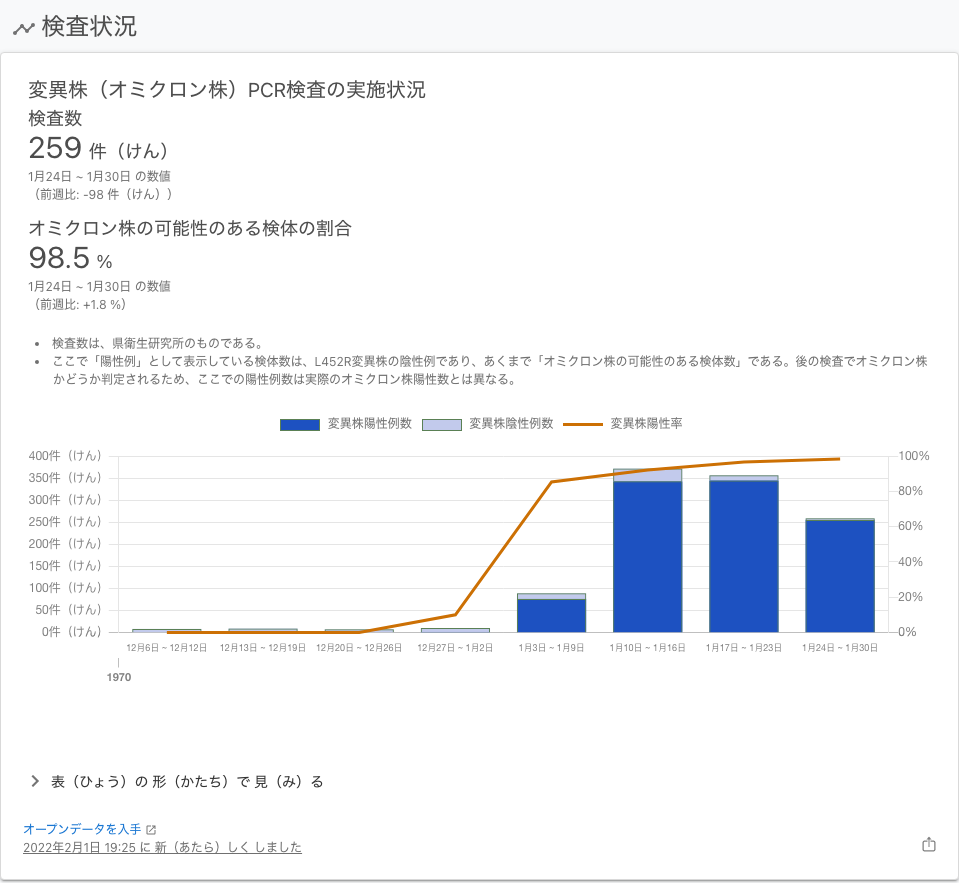 検査状況
変異株（オミクロン株）PCR検査の実施状況
検査数
259 件（けん）
1月24日 ~ 1月30日 の数値
（前週比: -98 件（けん））
オミクロン株の可能性のある検体の割合
98.5 %
1月24日 ~ 1月30日 の数値
（前週比: +1.8 %）
• 検査数は、県衛生研究所のものである。
• ここで「陽性例」として表示している検体数は、L452R変異株の陰性例であり、あくまで「オミクロン株の可能性のある検体数」である。後の検査でオミクロン株
かどうか判定されるため、ここでの陽性例数は実際のオミクロン株陽性数とは異なる。
変異株陽性例数 変異株陰性例数 変異株陽性率
400件（けん） 100%
350件（けん）
80%
300件（けん）
250件（けん）
60%
200件（けん）
40%
150件（けん）
100件（けん）
20%
50件（けん）
0件（けん） 0%
12月6日 ~ 12月12日 12月13日 ~ 12月19日 12月20日 ~ 12月26日 12月27日 ~ 1月2日 1月3日 ~ 1月9日 1月10日 ~ 1月16日 1月17日 ~ 1月23日 1月24日 ~ 1月30日
1970
表（ひょう）の 形（かたち）で 見（み）る
オープンデータを入手
2022年2月1日 19:25 に 新（あたら）しく しました